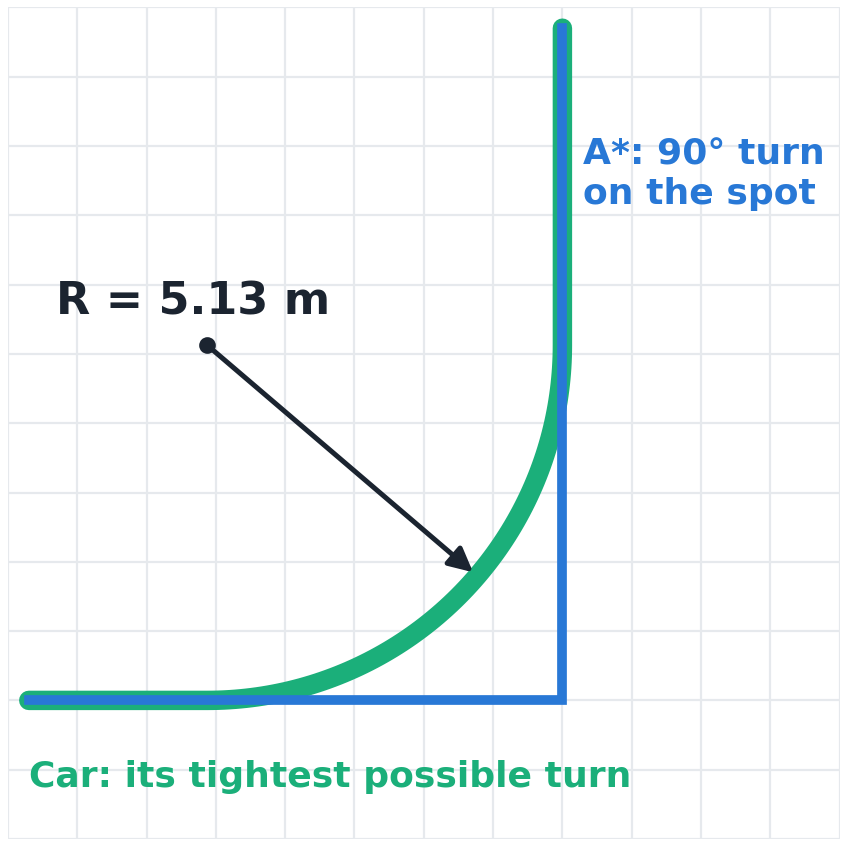 A*: 90° turn
on the spot
R = 5.13 m
Car: its tightest possible turn